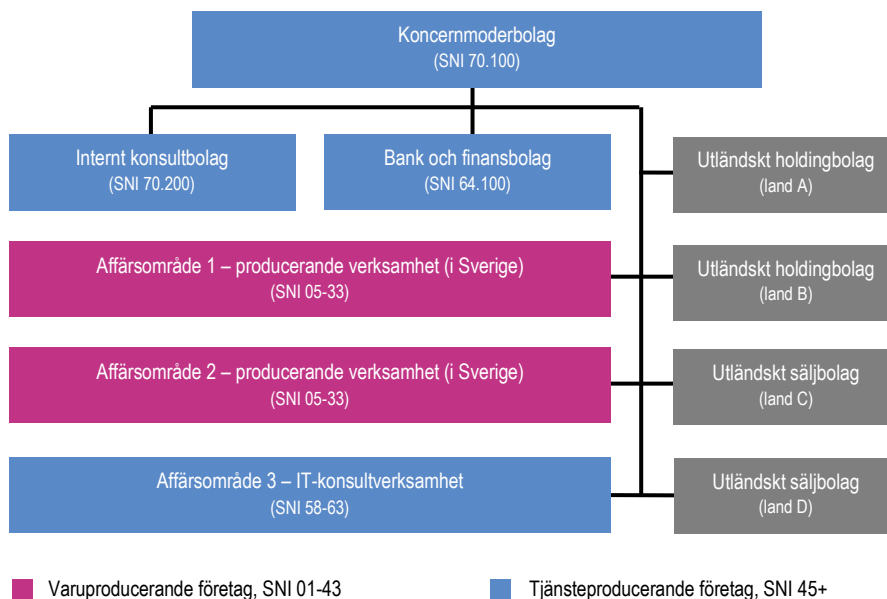 Koncernmoderbolag
(SNI 70.100)
Internt konsultbolag
(SNI 70.200)
Bank och finansbolag
(SNI 64.100)
Utländskt holdingbolag
(land A)
Affärsområde 1 – producerande verksamhet (i Sverige)
(SNI 05-33)
Utländskt holdingbolag
(land B)
Affärsområde 2 – producerande verksamhet (i Sverige)
(SNI 05-33)
Utländskt säljbolag
(land C)
Affärsområde 3 – IT-konsultverksamhet
(SNI 58-63)
Utländskt säljbolag
(land D)
Varuproducerande företag, SNI 01-43
Tjänsteproducerande företag, SNI 45+